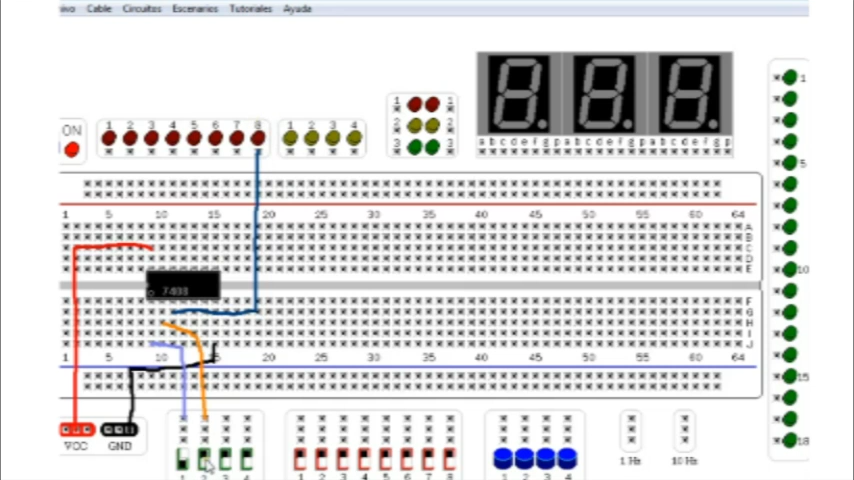 ivo Cable Circuitos Escenarios Tutoriales Ayuda
ON
1 2 3 4 5 6 7 8
1 2 3 4
1 1
2 2
3 3
a b c d e f g p a b c d e f g p a b c d e f g p
1
5
10
15
18
1 5 10 15 20 25 30 35 40 45 50 55 60 64
A
B
C
D
E
7408
F
G
H
I
J
1 5 10 15 20 25 30 35 40 45 50 55 60 64
VCC GND
1 Hz 10 Hz
1 2 3 4
1 2 3 4 5 6 7 8
1 2 3 4